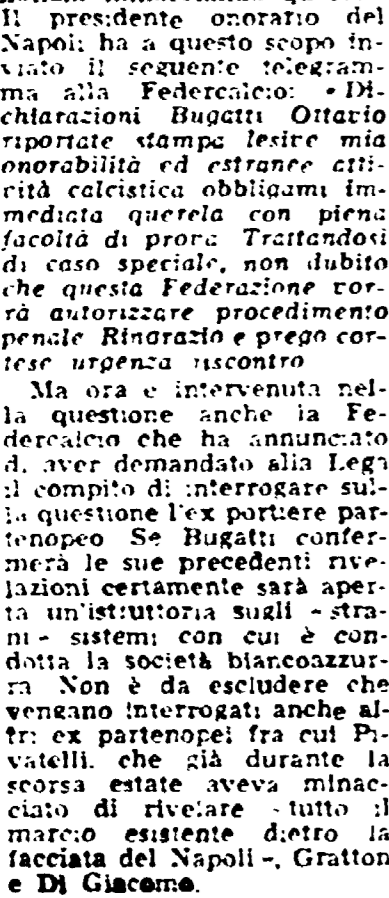 Il presidente onorario del
Napoli ha a questo scopo in-
viato il seguente telegram-
ma alla Federcalcio: « Di-
chiarazioni Bugatti Ottavio
riportate stampa lesive mia
onorabilità ed estranee atti-
vità calcistica obbligami im-
mediata querela con piena
facoltà di prova Trattandosi
di caso speciale, non dubito
che questa Federazione vor-
rà autorizzare procedimento
penale Ringrazio e prego cor-
tese urgenza riscontro
Ma ora è intervenuta nel-
la questione anche la Fe-
dercalcio che ha annunciato
di aver demandato alla Lega
il compito di interrogare sul-
la questione l'ex portiere par-
tenopeo Se Bugatti confer-
merà le sue precedenti rive-
lazioni certamente sarà aper-
ta un'istruttoria sugli - stra-
ni - sistemi con cui è con-
dotta la società biancoazzur-
ra Non è da escludere che
vengano interrogati anche al-
tri ex partenopei fra cui Pi-
vatelli, che già durante la
scorsa estate aveva minac-
ciato di rivelare - tutto il
marcio esistente dietro la
facciata del Napoli -, Gratton
e Di Giacomo.